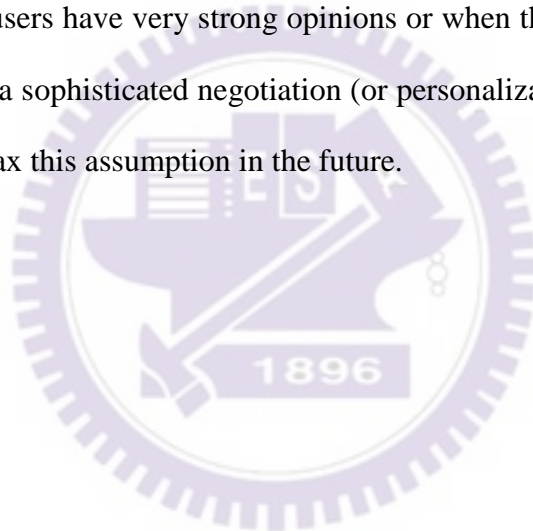 users have very strong opinions or when th
a sophisticated negotiation (or personaliza
ax this assumption in the future.
E S
1896